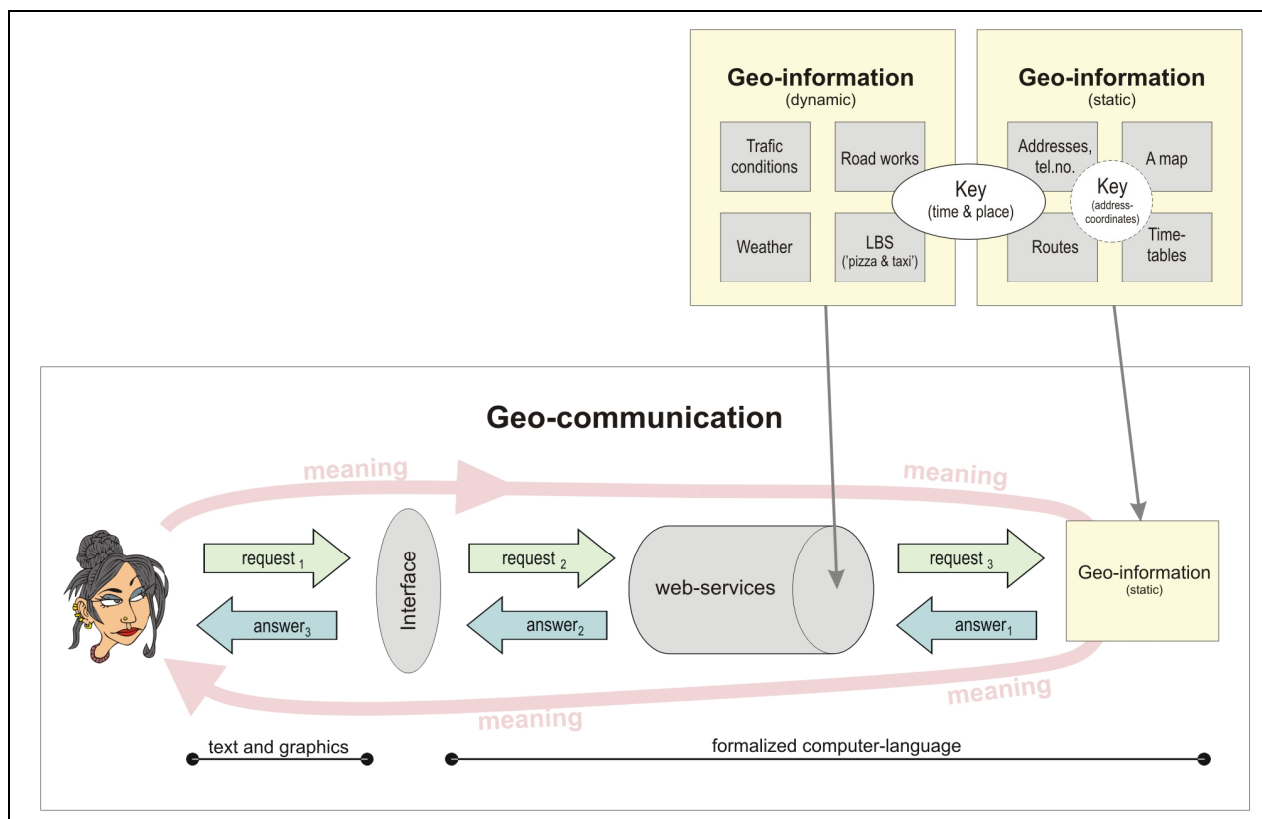 Geo-information
(dynamic)
Trafic
conditions
Road works
Weather
LBS
('pizza & taxi')
Key
(time & place)
Geo-information
(static)
Addresses,
tel.no.
A map
Key
(address-
coordinates)
Routes
Time-
tables
Geo-communication
meaning
meaning
request 1
Interface
request 2
web-services
request 3
Geo-information
(static)
answer3
answer2
answer1
meaning
meaning
text and graphics
formalized computer-language